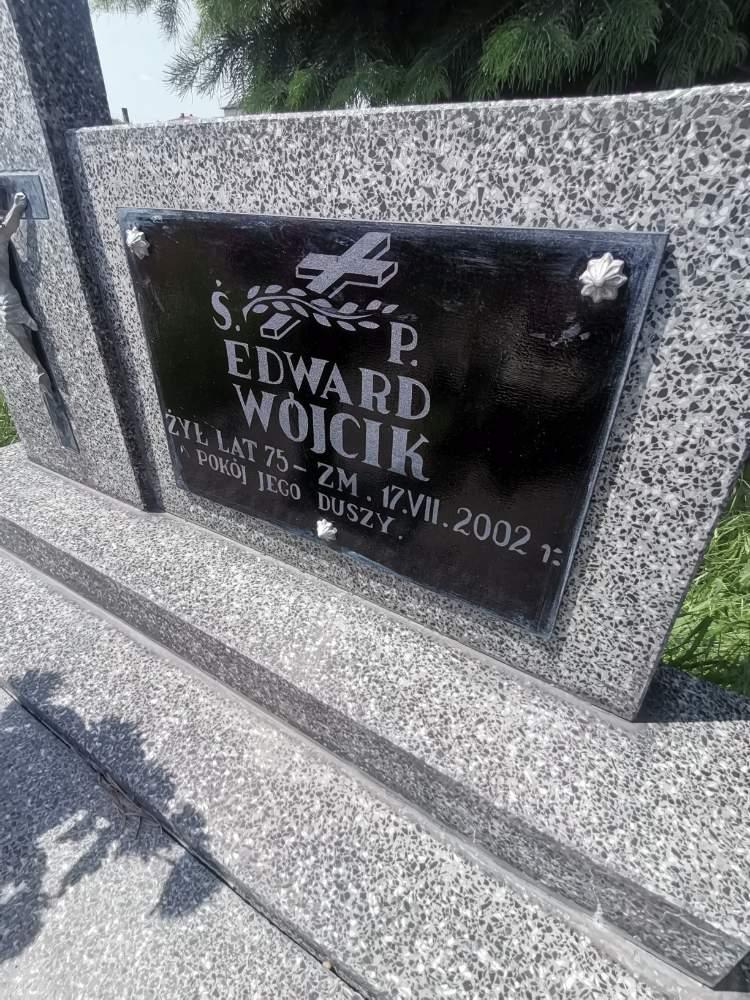 Ś. P.
EDWARD
WÓJCIK
ŻYŁ LAT 75 - ZM. 17.VII.2002 r.
POKÓJ JEGO DUSZY.